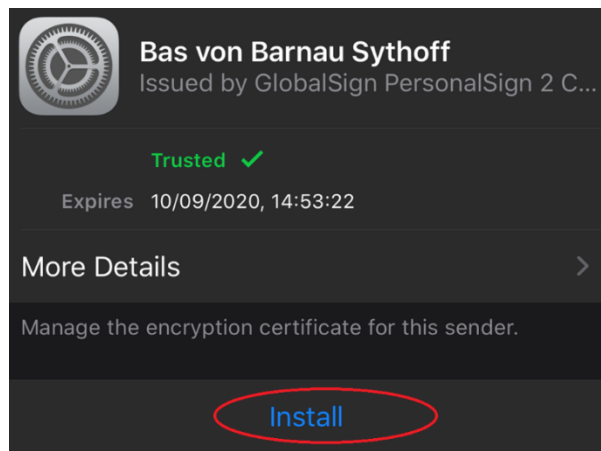 Bas von Barnau Sythoff
Issued by GlobalSign PersonalSign 2 C...
Trusted ✓
Expires 10/09/2020, 14:53:22
More Details
Manage the encryption certificate for this sender.
Install